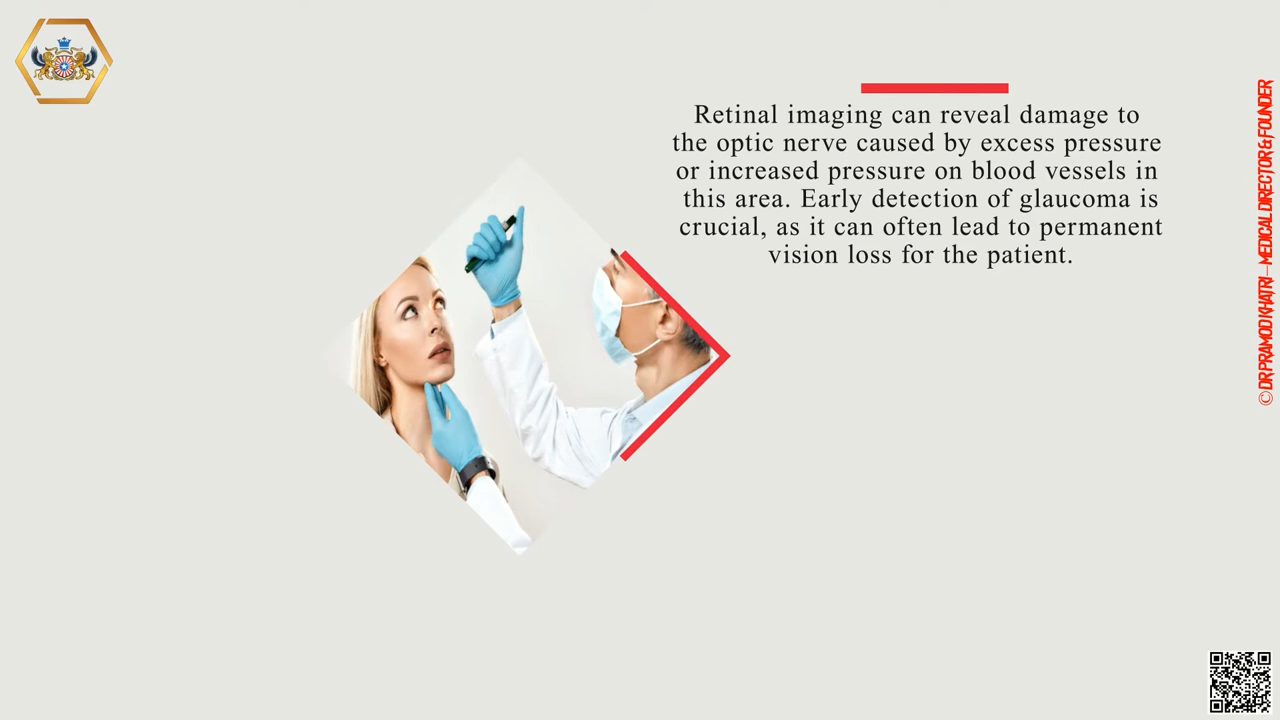 Retinal imaging can reveal damage to
the optic nerve caused by excess pressure
or increased pressure on blood vessels in
this area. Early detection of glaucoma is
crucial, as it can often lead to permanent
vision loss for the patient.
© DR PRAMOD KHATRI – MEDICAL DIRECTOR & FOUNDER